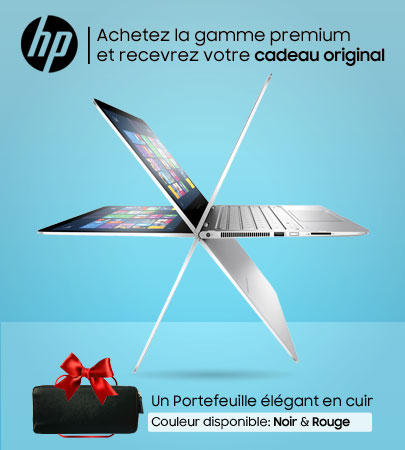 hp
Achetez la gamme premium
et recevrez votre cadeau original
Un Portefeuille élégant en cuir
Couleur disponible: Noir & Rouge